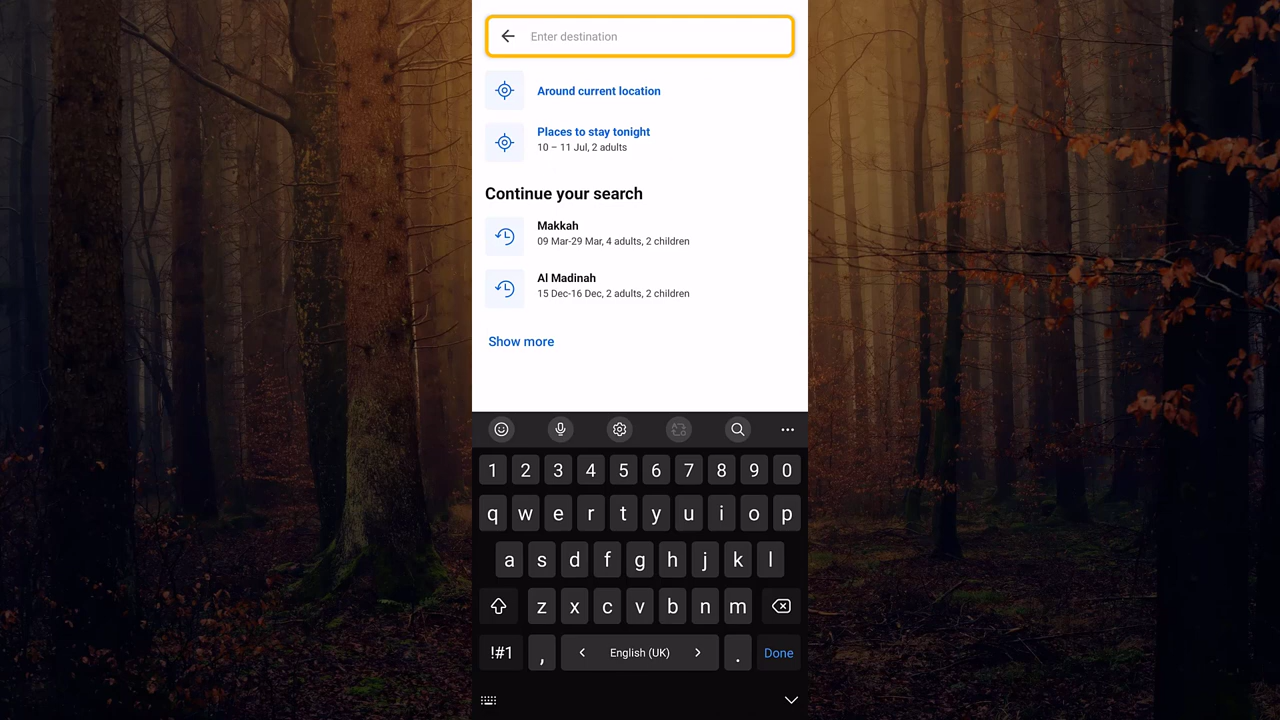 Enter destination
Around current location
Places to stay tonight
10 – 11 Jul, 2 adults
Continue your search
Makkah
09 Mar-29 Mar, 4 adults, 2 children
Al Madinah
15 Dec-16 Dec, 2 adults, 2 children
Show more
1 2 3 4 5 6 7 8 9 0
q w e r t y u i o p
a s d f g h j k l
z x c v b n m
!#1 , < English (UK) > . Done